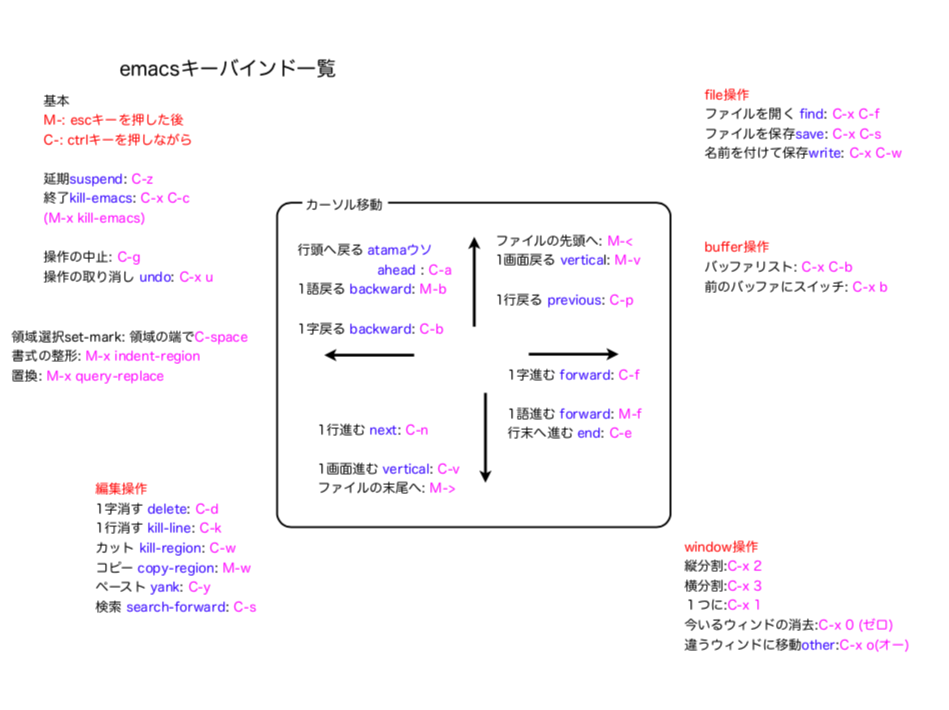 emacsキーバインド一覧
基本
M-: escキーを押した後
C-: ctrlキーを押しながら
延期suspend: C-z
終了kill-emacs: C-x C-c
(M-x kill-emacs)
操作の中止: C-g
操作の取り消し undo: C-x u
領域選択set-mark: 領域の端でC-space
書式の整形: M-x indent-region
置換: M-x query-replace
編集操作
1字消す delete: C-d
1行消す kill-line: C-k
カット kill-region: C-w
コピー copy-region: M-w
ペースト yank: C-y
検索 search-forward: C-s
カーソル移動
行頭へ戻る atamaウソ
ahead : C-a
1語戻る backward: M-b
1字戻る backward: C-b
ファイルの先頭へ: M-<
1画面戻る vertical: M-v
1行戻る previous: C-p
1字進む forward: C-f
1語進む forward: M-f
行末へ進む end: C-e
1行進む next: C-n
1画面進む vertical: C-v
ファイルの末尾へ: M->
file操作
ファイルを開く find: C-x C-f
ファイルを保存save: C-x C-s
名前を付けて保存write: C-x C-w
buffer操作
バッファリスト: C-x C-b
前のバッファにスイッチ: C-x b
window操作
縦分割:C-x 2
横分割:C-x 3
１つに:C-x 1
今いるウィンドの消去:C-x 0 (ゼロ)
違うウィンドに移動other:C-x o(オー)